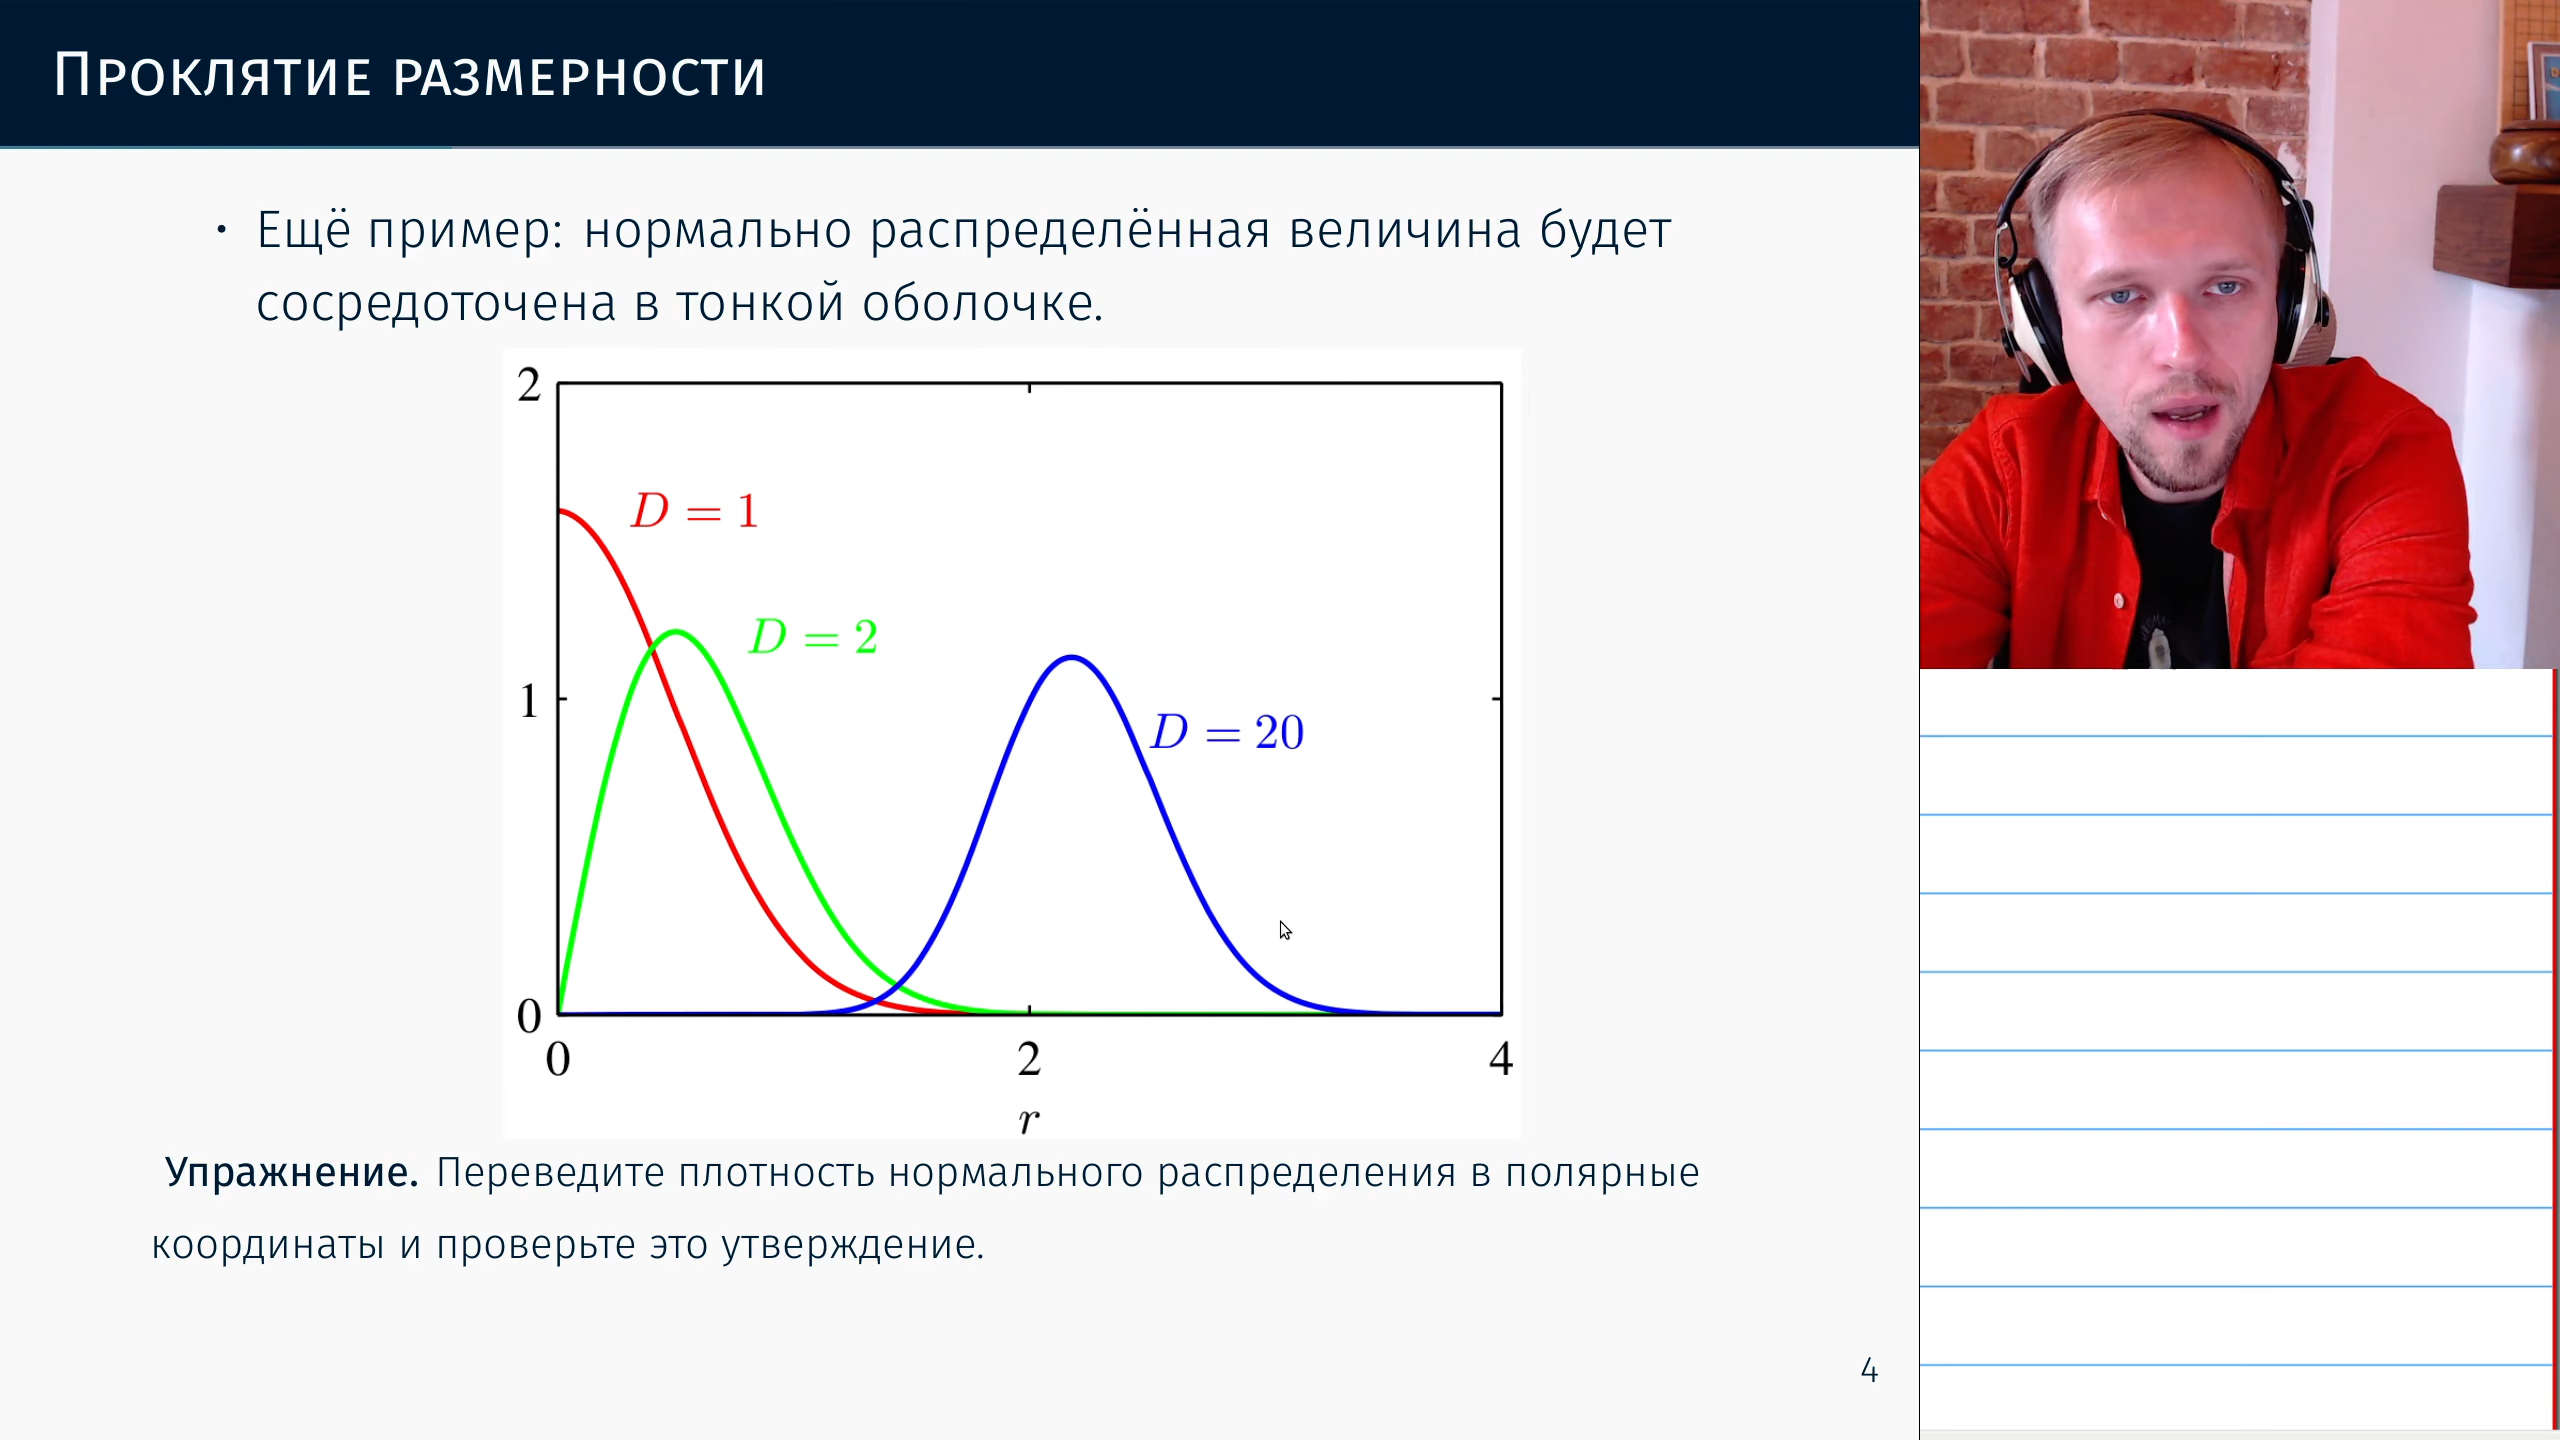 Проклятие размерности
• Ещё пример: нормально распределённая величина будет
сосредоточена в тонкой оболочке.
2
D = 1
D = 2
1
D = 20
0
0 2 4
r
Упражнение. Переведите плотность нормального распределения в полярные
координаты и проверьте это утверждение.
4